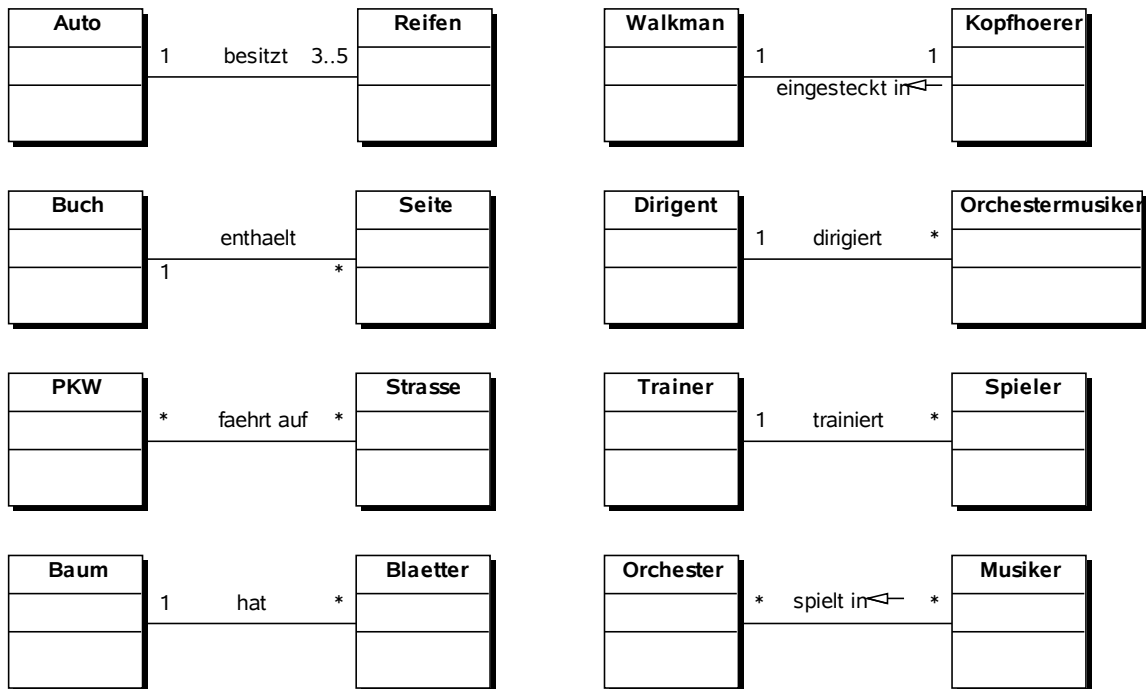 Auto
Reifen
1 besitzt 3..5
Walkman
Kopfhoerer
1 1
eingesteckt in
Buch
Seite
enthaelt
1 *
Dirigent
Orchestermusiker
1 dirigiert *
PKW
Strasse
* faehrt auf *
Trainer
Spieler
1 trainiert *
Baum
Blaetter
1 hat *
Orchester
Musiker
* spielt in *